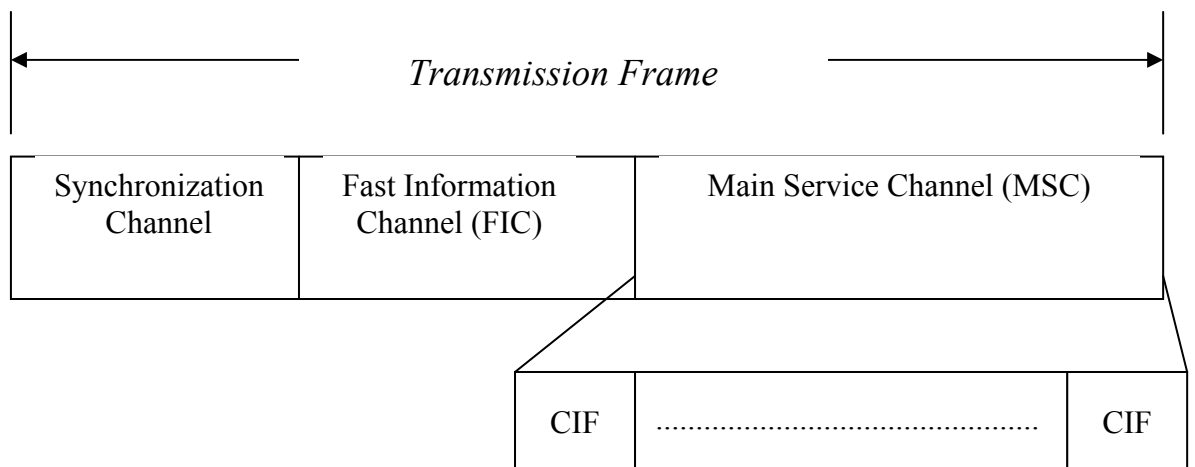 Transmission Frame
Synchronization
Channel
Fast Information
Channel (FIC)
Main Service Channel (MSC)
CIF
................................................
CIF